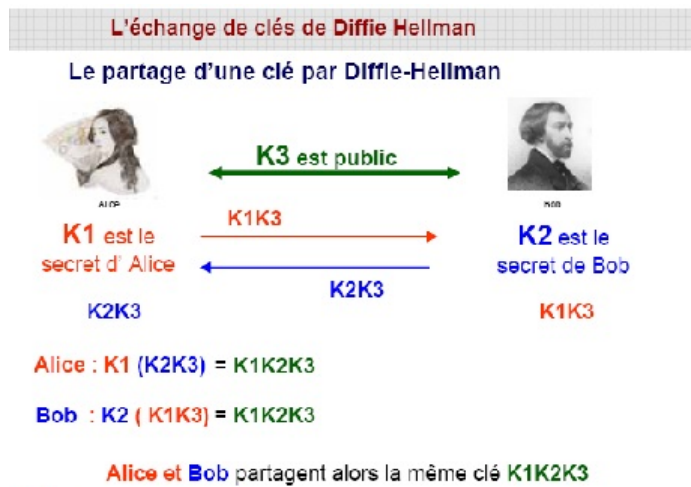 L'échange de clés de Diffie Hellman
Le partage d'une clé par Diffie-Hellman
K3 est public
ALICE
BOB
K1K3
K1 est le
secret d' Alice
K2 est le
secret de Bob
K2K3
K2K3
K1K3
Alice : K1 (K2K3) = K1K2K3
Bob : K2 ( K1K3) = K1K2K3
Alice et Bob partagent alors la même clé K1K2K3